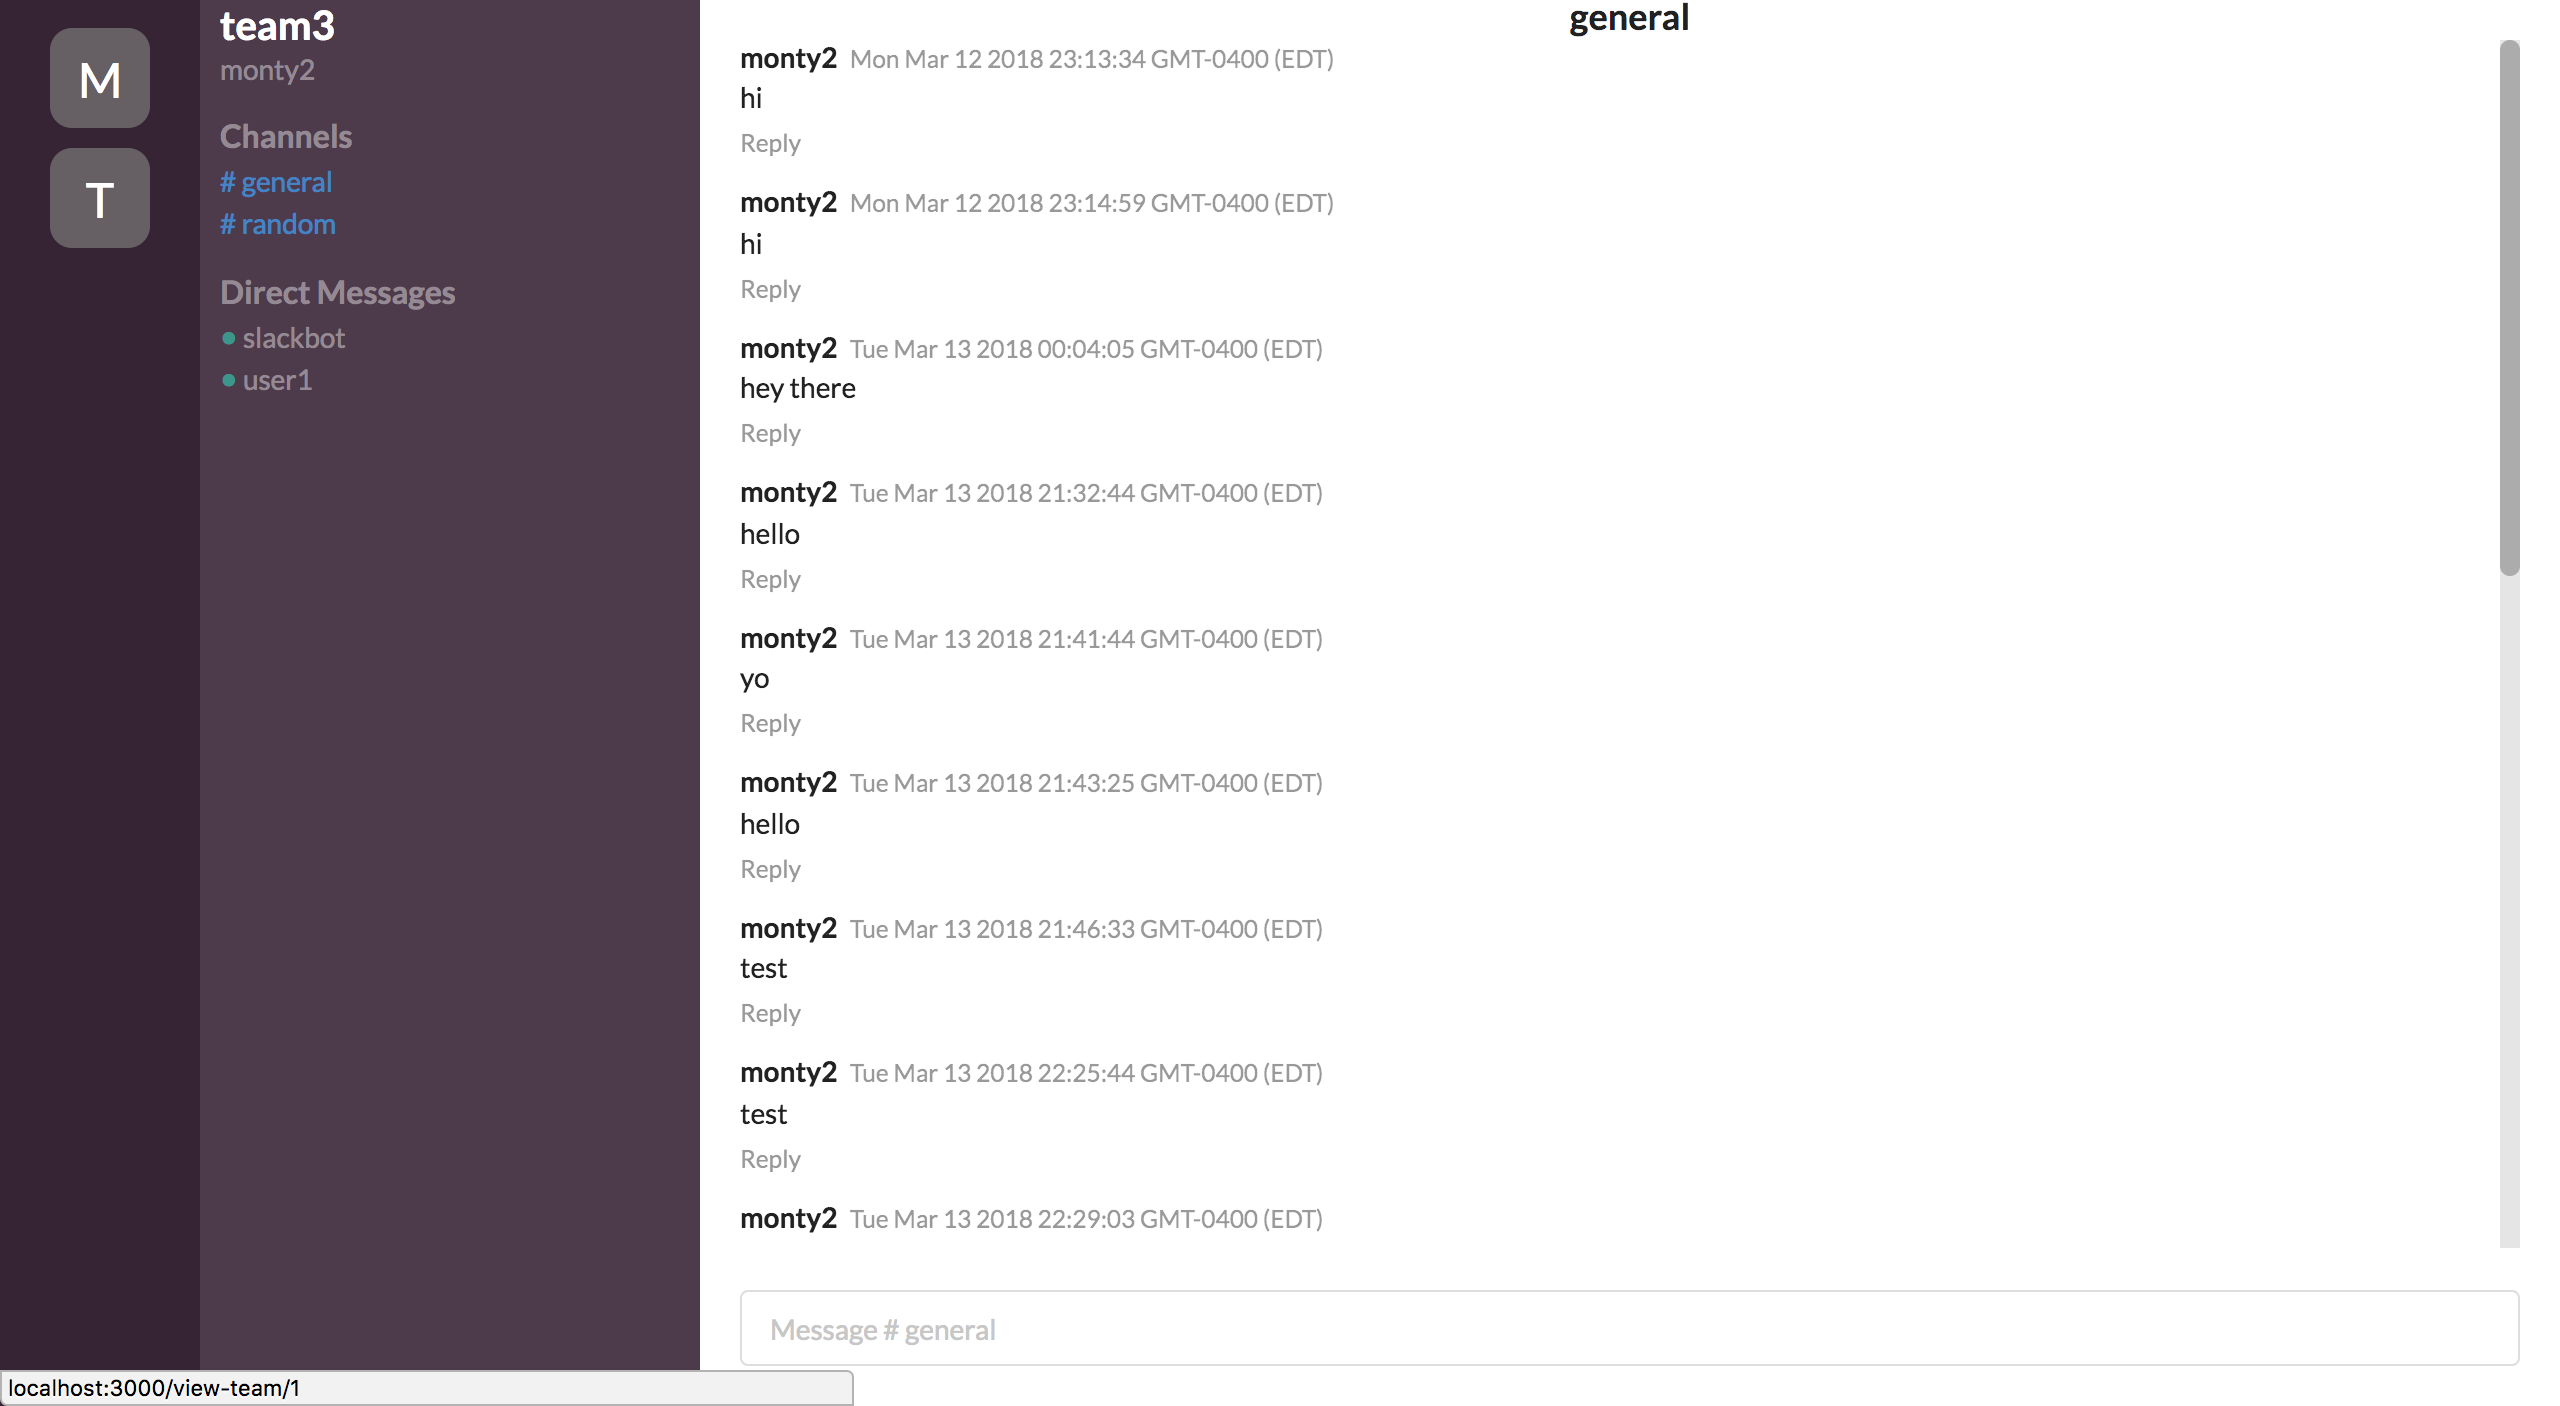 M
T
team3
monty2
Channels
# general
# random
Direct Messages
slackbot
user1
general
monty2 Mon Mar 12 2018 23:13:34 GMT-0400 (EDT)
hi
Reply
monty2 Mon Mar 12 2018 23:14:59 GMT-0400 (EDT)
hi
Reply
monty2 Tue Mar 13 2018 00:04:05 GMT-0400 (EDT)
hey there
Reply
monty2 Tue Mar 13 2018 21:32:44 GMT-0400 (EDT)
hello
Reply
monty2 Tue Mar 13 2018 21:41:44 GMT-0400 (EDT)
yo
Reply
monty2 Tue Mar 13 2018 21:43:25 GMT-0400 (EDT)
hello
Reply
monty2 Tue Mar 13 2018 21:46:33 GMT-0400 (EDT)
test
Reply
monty2 Tue Mar 13 2018 22:25:44 GMT-0400 (EDT)
test
Reply
monty2 Tue Mar 13 2018 22:29:03 GMT-0400 (EDT)
Message # general
localhost:3000/view-team/1